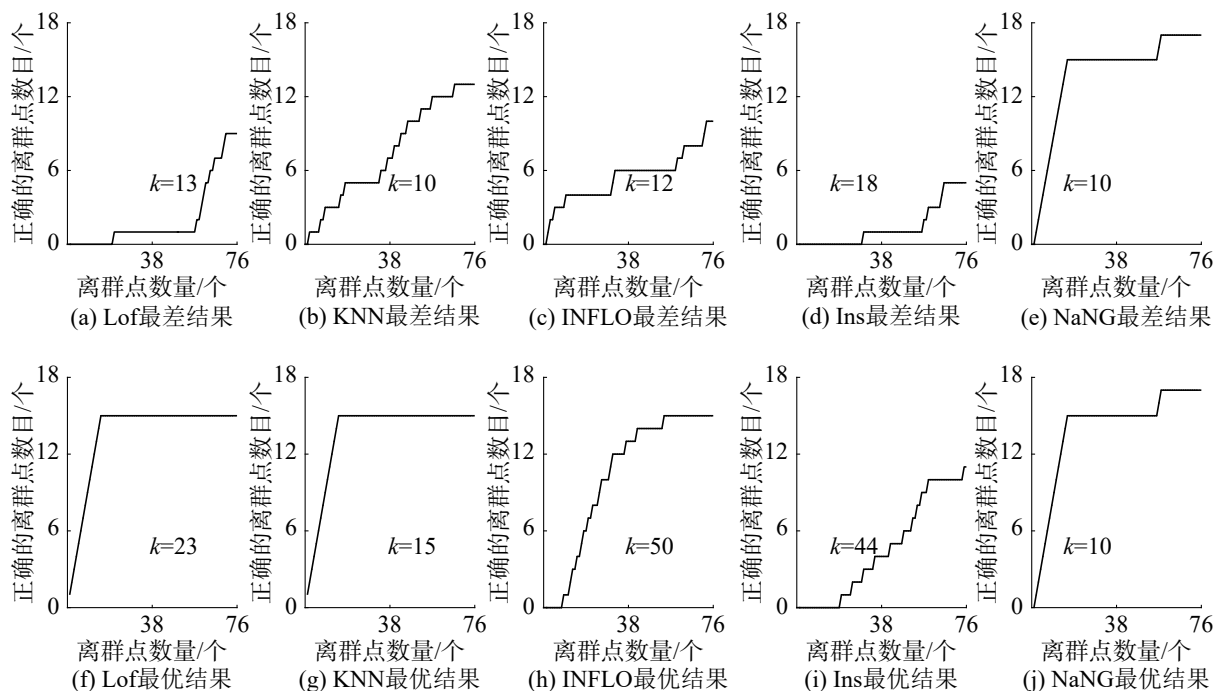 正确的离群点数目/个
18
12
6
0
k=13
38
76
离群点数量/个
(a) Lof最差结果
正确的离群点数目/个
18
12
6
0
k=10
38
76
离群点数量/个
(b) KNN最差结果
正确的离群点数目/个
18
12
6
0
k=12
38
76
离群点数量/个
(c) INFLO最差结果
正确的离群点数目/个
18
12
6
0
k=18
38
76
离群点数量/个
(d) Ins最差结果
正确的离群点数目/个
18
12
6
0
k=10
38
76
离群点数量/个
(e) NaNG最差结果
正确的离群点数目/个
18
12
6
0
k=23
38
76
离群点数量/个
(f) Lof最优结果
正确的离群点数目/个
18
12
6
0
k=15
38
76
离群点数量/个
(g) KNN最优结果
正确的离群点数目/个
18
12
6
0
k=50
38
76
离群点数量/个
(h) INFLO最优结果
正确的离群点数目/个
18
12
6
0
k=44
38
76
离群点数量/个
(i) Ins最优结果
正确的离群点数目/个
18
12
6
0
k=10
38
76
离群点数量/个
(j) NaNG最优结果